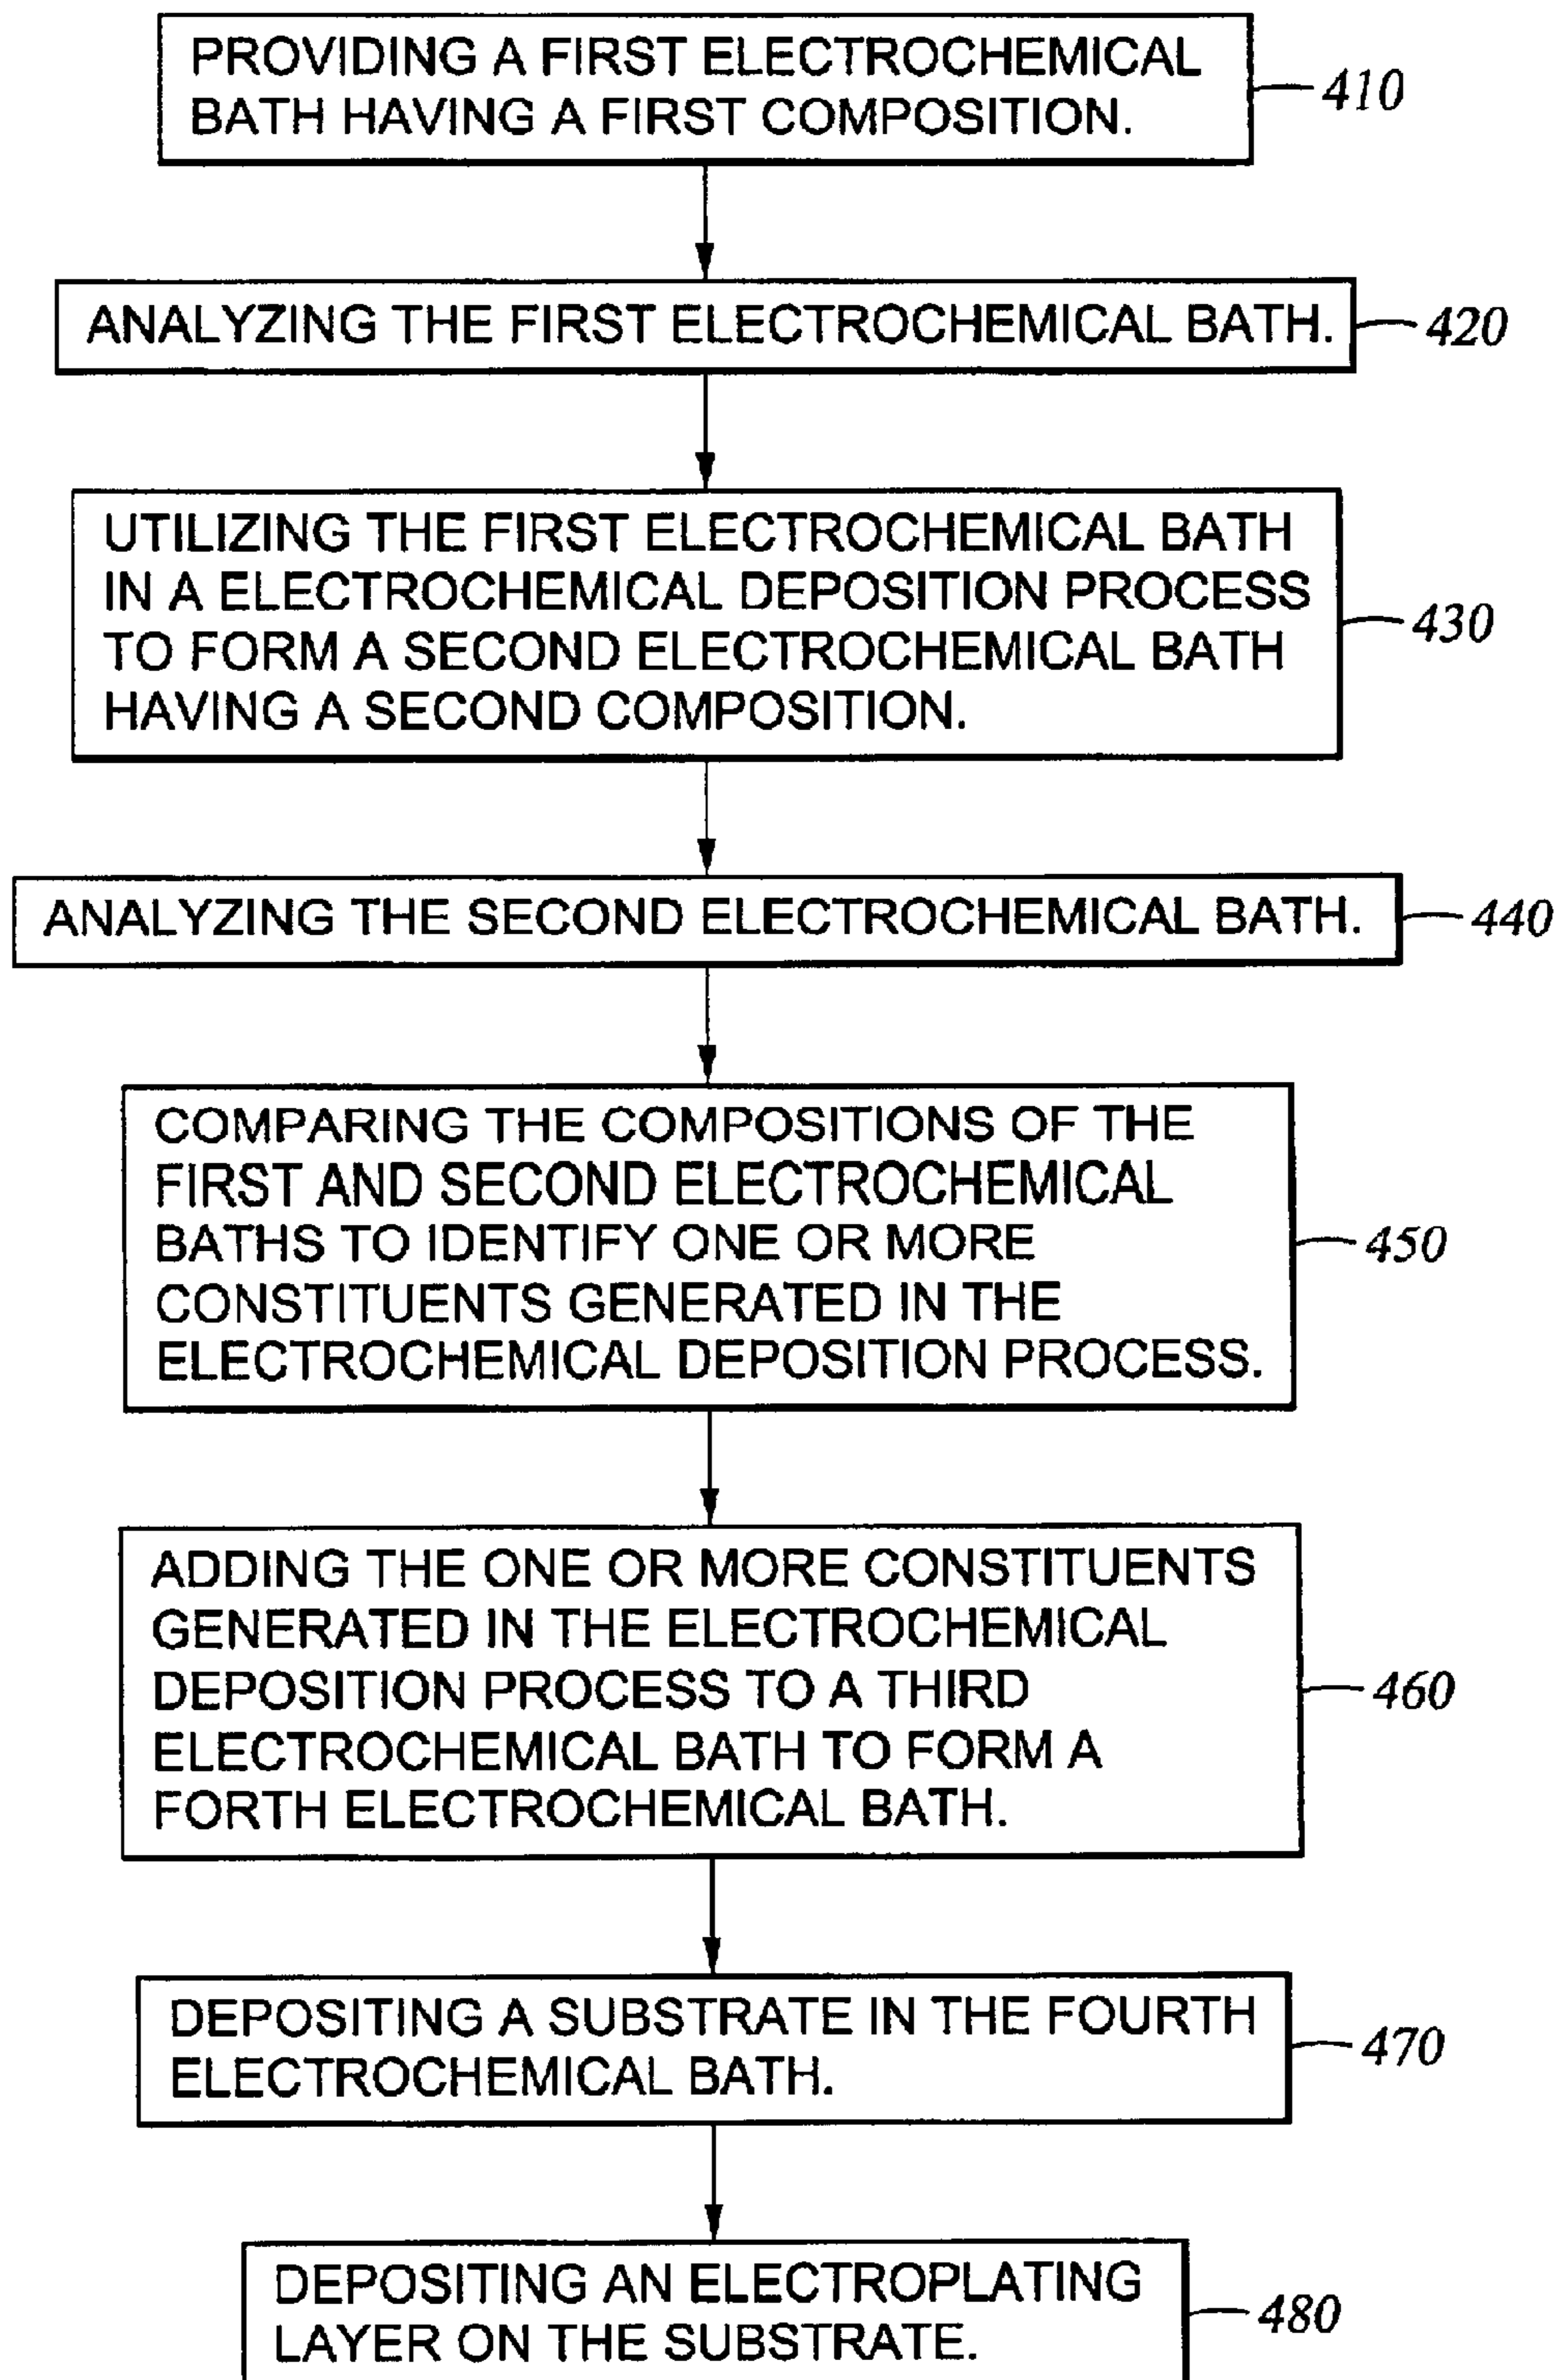 PROVIDING A FIRST ELECTROCHEMICAL
BATH HAVING A FIRST COMPOSITION.
410
ANALYZING THE FIRST ELECTROCHEMICAL BATH.
420
UTILIZING THE FIRST ELECTROCHEMICAL BATH
IN A ELECTROCHEMICAL DEPOSITION PROCESS
TO FORM A SECOND ELECTROCHEMICAL BATH
HAVING A SECOND COMPOSITION.
430
ANALYZING THE SECOND ELECTROCHEMICAL BATH.
440
COMPARING THE COMPOSITIONS OF THE
FIRST AND SECOND ELECTROCHEMICAL
BATHS TO IDENTIFY ONE OR MORE
CONSTITUENTS GENERATED IN THE
ELECTROCHEMICAL DEPOSITION PROCESS.
450
ADDING THE ONE OR MORE CONSTITUENTS
GENERATED IN THE ELECTROCHEMICAL
DEPOSITION PROCESS TO A THIRD
ELECTROCHEMICAL BATH TO FORM A
FORTH ELECTROCHEMICAL BATH.
460
DEPOSITING A SUBSTRATE IN THE FOURTH
ELECTROCHEMICAL BATH.
470
DEPOSITING AN ELECTROPLATING
LAYER ON THE SUBSTRATE.
480